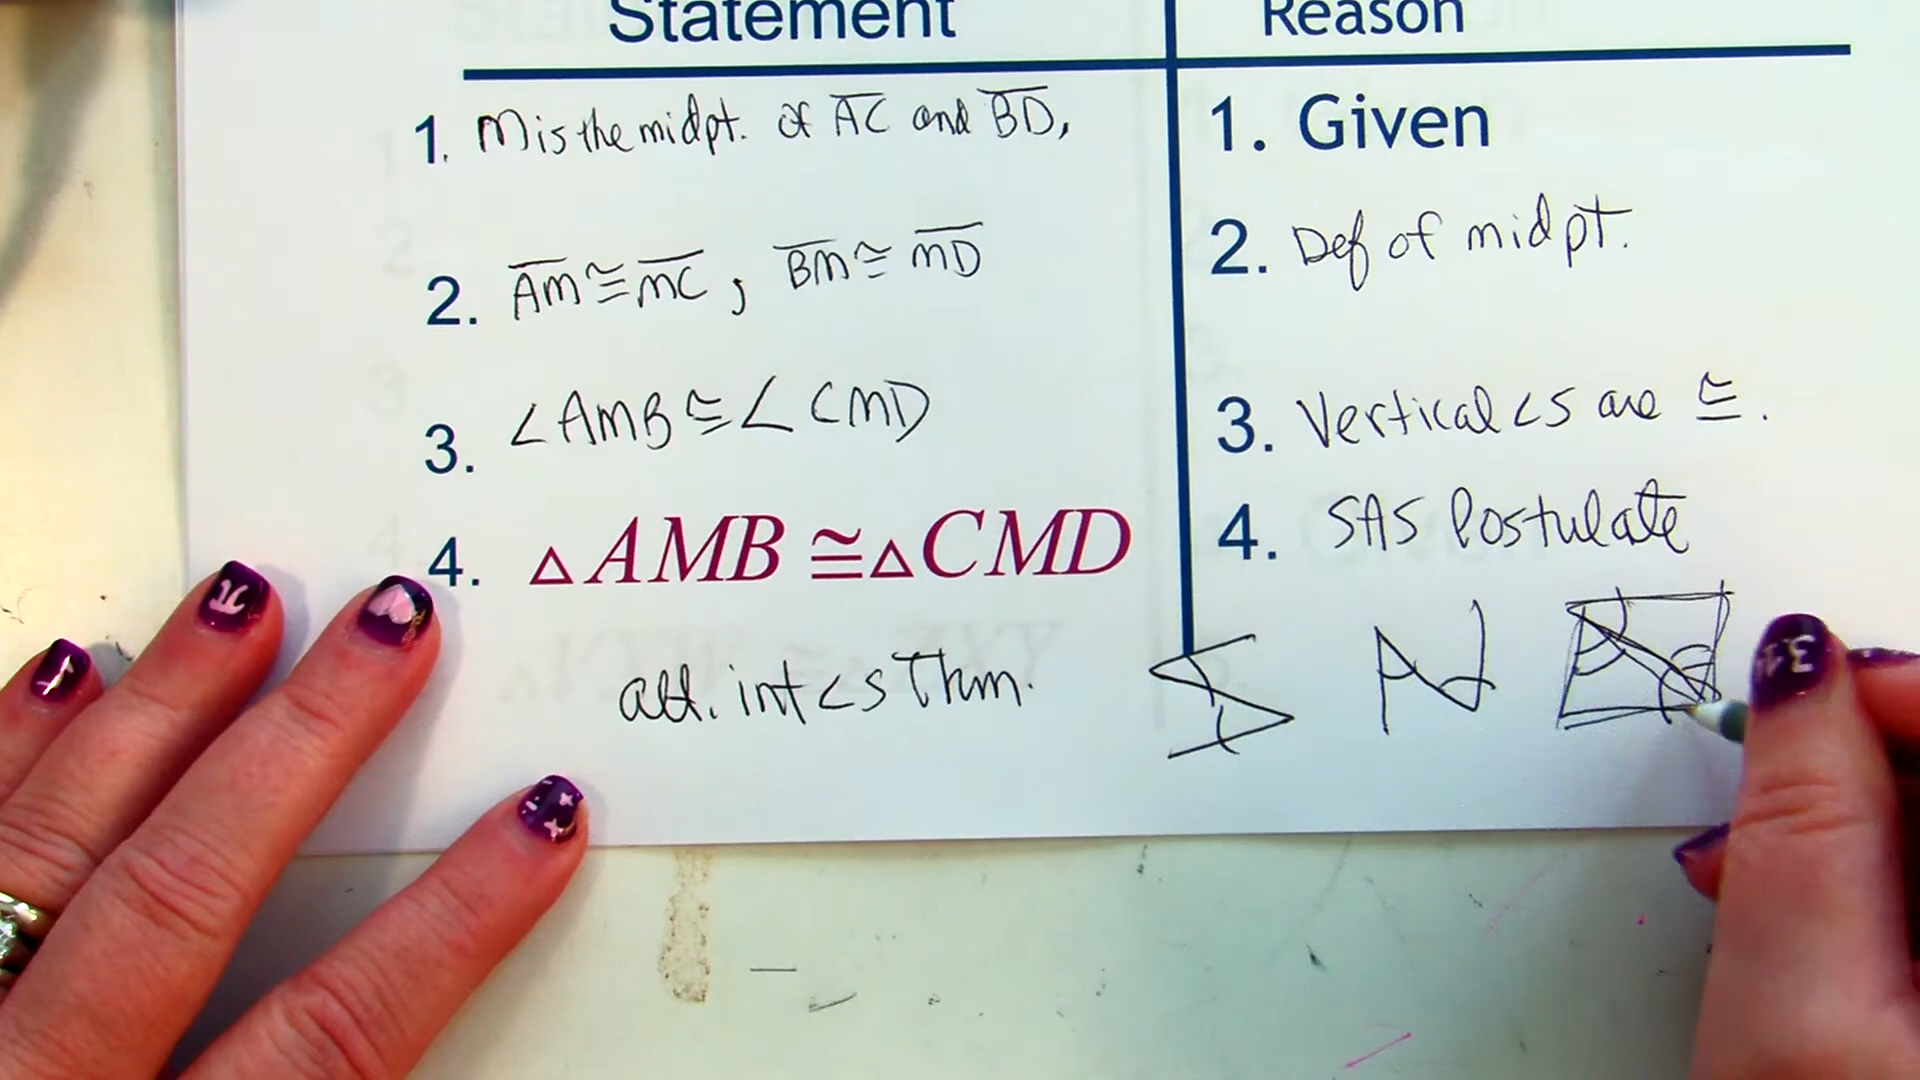 Statement Reason
1. M is the midpt. of AC and BD, 1. Given
2. AM ≅ MC, BM ≅ MD 2. Def of midpt.
3. ∠AMB ≅ ∠CMD 3. Vertical ∠s are ≅.
4. △AMB ≅ △CMD 4. SAS Postulate
alt. int ∠s Thm.